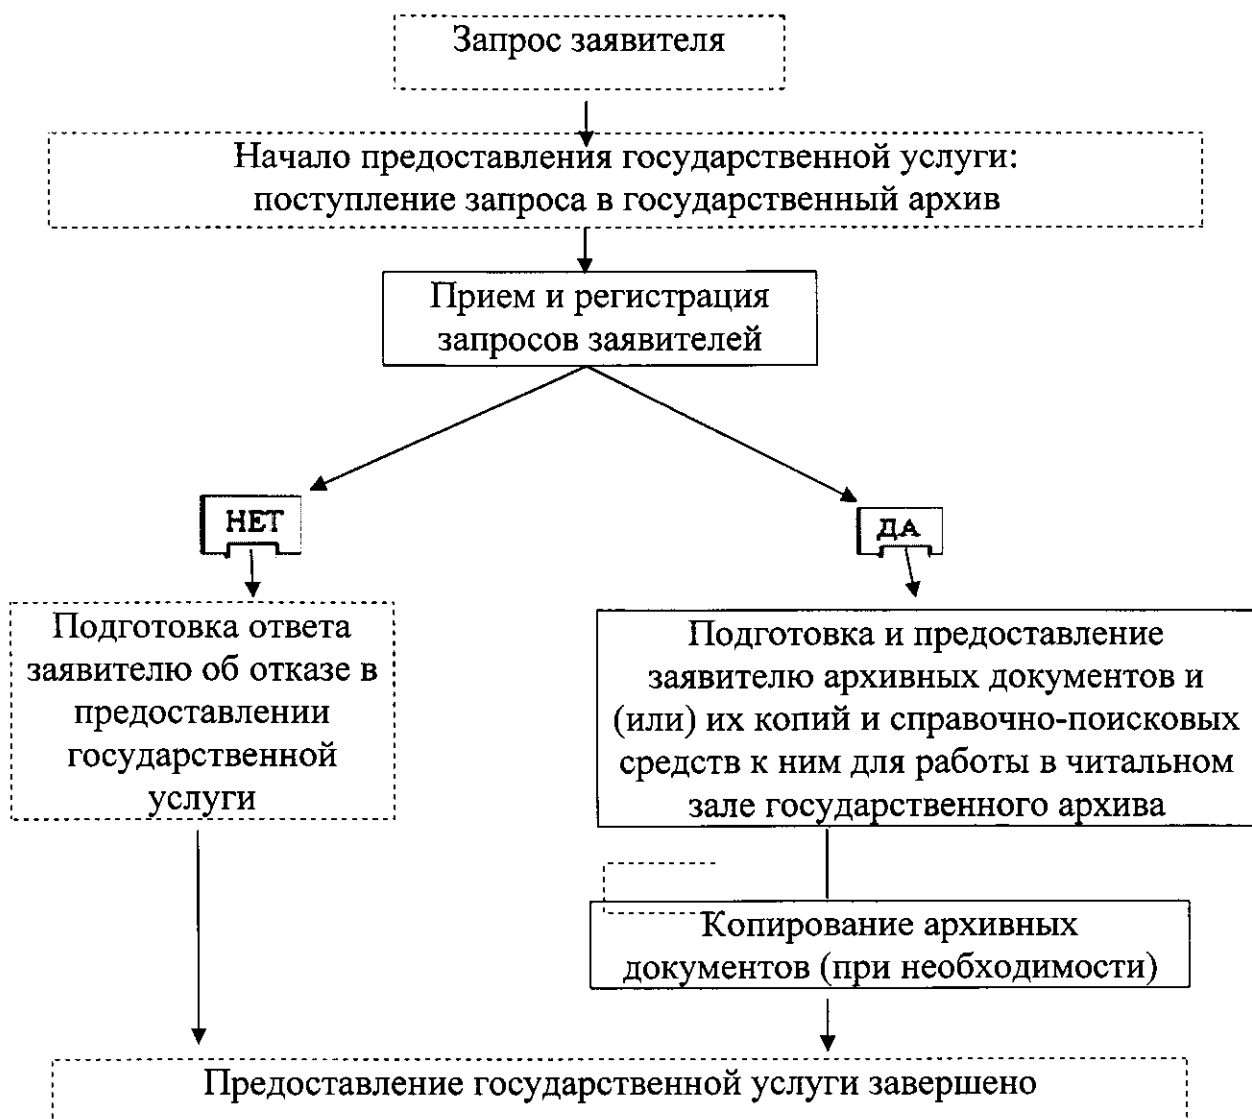 Запрос заявителя
Начало предоставления государственной услуги:
поступление запроса в государственный архив
Прием и регистрация
запросов заявителей
НЕТ
ДА
Подготовка ответа
заявителю об отказе в
предоставлении
государственной
услуги
Подготовка и предоставление
заявителю архивных документов и
(или) их копий и справочно-поисковых
средств к ним для работы в читальном
зале государственного архива
Копирование архивных
документов (при необходимости)
Предоставление государственной услуги завершено